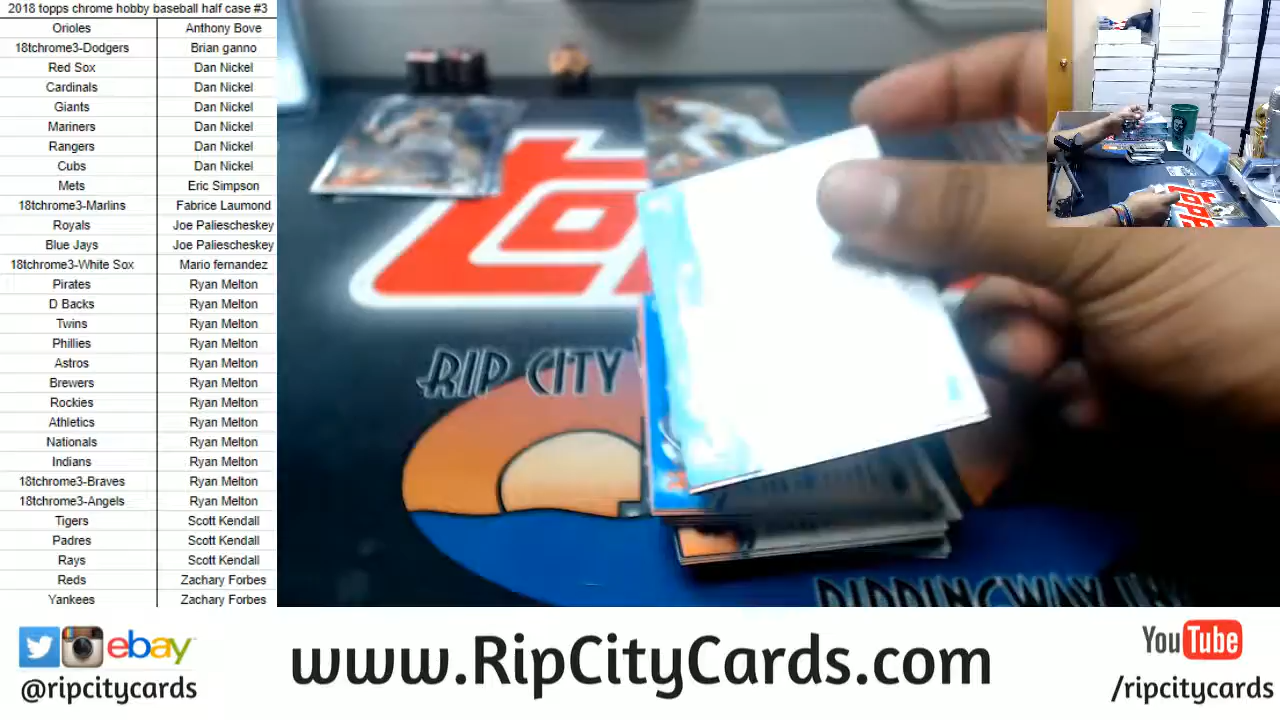 2018 topps chrome hobby baseball half case #3
Orioles Anthony Bove
18tchrome3-Dodgers Brian ganno
Red Sox Dan Nickel
Cardinals Dan Nickel
Giants Dan Nickel
Mariners Dan Nickel
Rangers Dan Nickel
Cubs Dan Nickel
Mets Eric Simpson
18tchrome3-Marlins Fabrice Laumond
Royals Joe Paliescheskey
Blue Jays Joe Paliescheskey
18tchrome3-White Sox Mario fernandez
Pirates Ryan Melton
D Backs Ryan Melton
Twins Ryan Melton
Phillies Ryan Melton
Astros Ryan Melton
Brewers Ryan Melton
Rockies Ryan Melton
Athletics Ryan Melton
Nationals Ryan Melton
Indians Ryan Melton
18tchrome3-Braves Ryan Melton
18tchrome3-Angels Ryan Melton
Tigers Scott Kendall
Padres Scott Kendall
Rays Scott Kendall
Reds Zachary Forbes
Yankees Zachary Forbes
RIP CITY
ebay
@ripcitycards
www.RipCityCards.com
YouTube
/ripcitycards